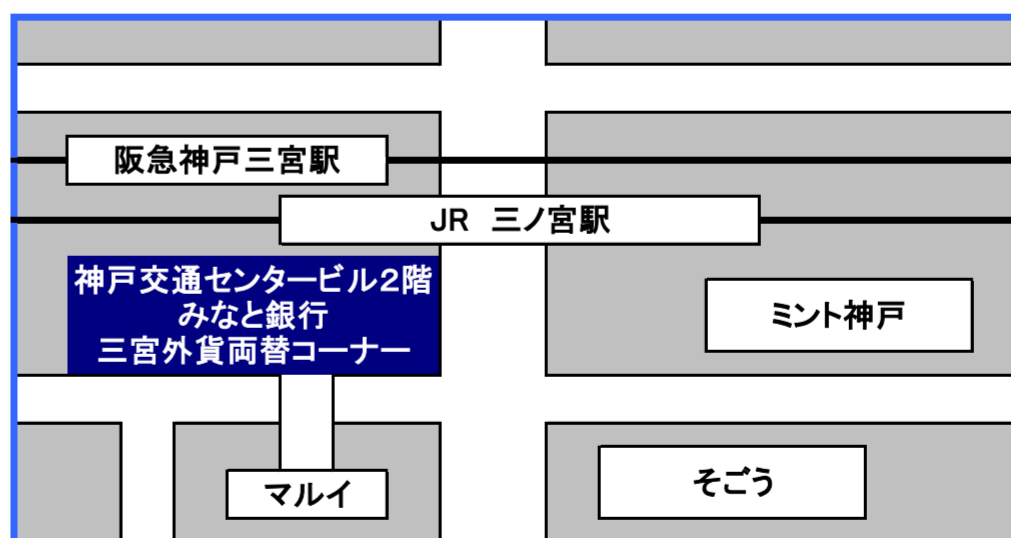 阪急神戸三宮駅
JR 三ノ宮駅
神戸交通センタービル2階
みなと銀行
三宮外貨両替コーナー
ミント神戸
マルイ
そごう